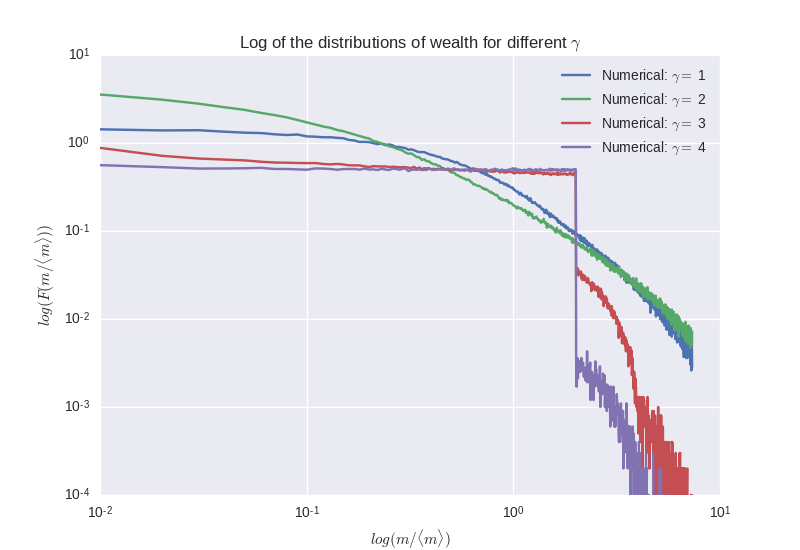 Log of the distributions of wealth for different γ
10^1
10^0
10^-1
10^-2
10^-3
10^-4
log(F(m/⟨m⟩))
Numerical: γ= 1
Numerical: γ= 2
Numerical: γ= 3
Numerical: γ= 4
10^-2 10^-1 10^0 10^1
log(m/⟨m⟩)